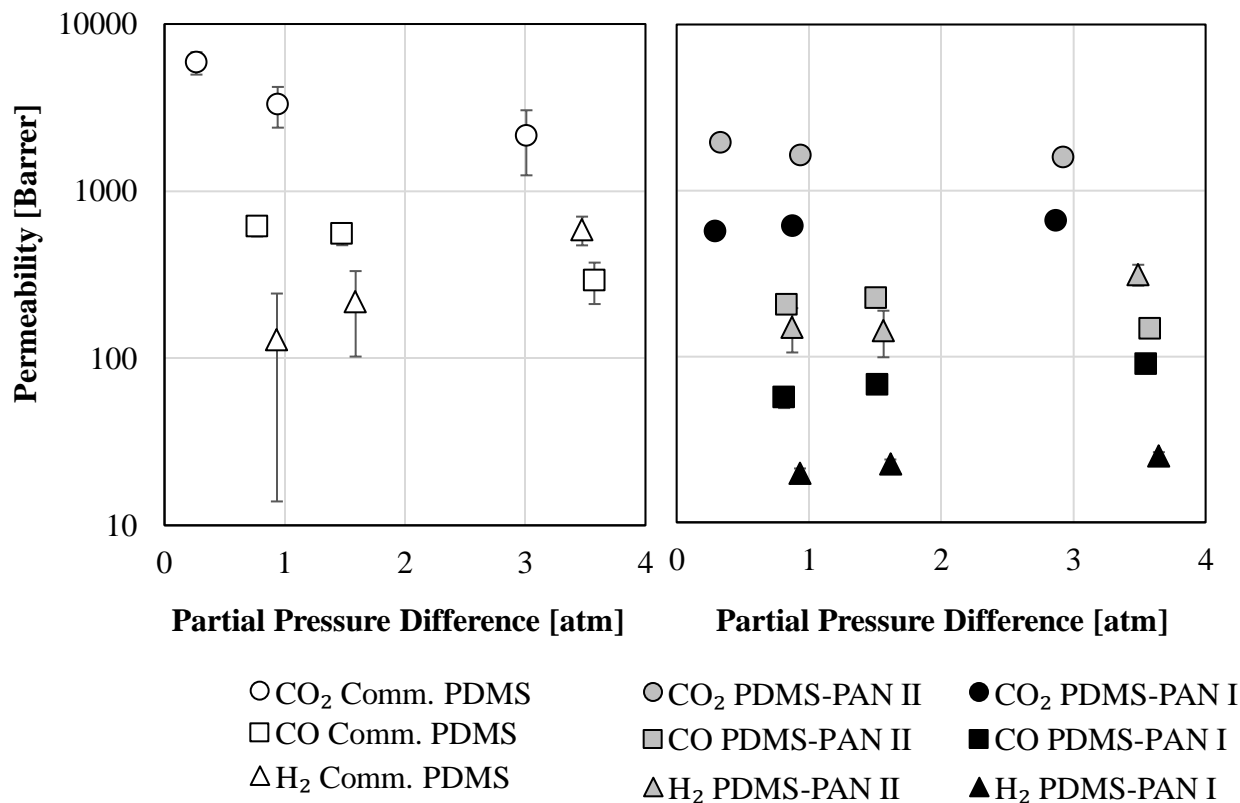 Permeability [Barrer]
10000
1000
100
10
0 1 2 3 4
0 1 2 3 4
Partial Pressure Difference [atm]
Partial Pressure Difference [atm]
CO₂ Comm. PDMS
CO Comm. PDMS
H₂ Comm. PDMS
CO₂ PDMS-PAN II
CO PDMS-PAN II
H₂ PDMS-PAN II
CO₂ PDMS-PAN I
CO PDMS-PAN I
H₂ PDMS-PAN I